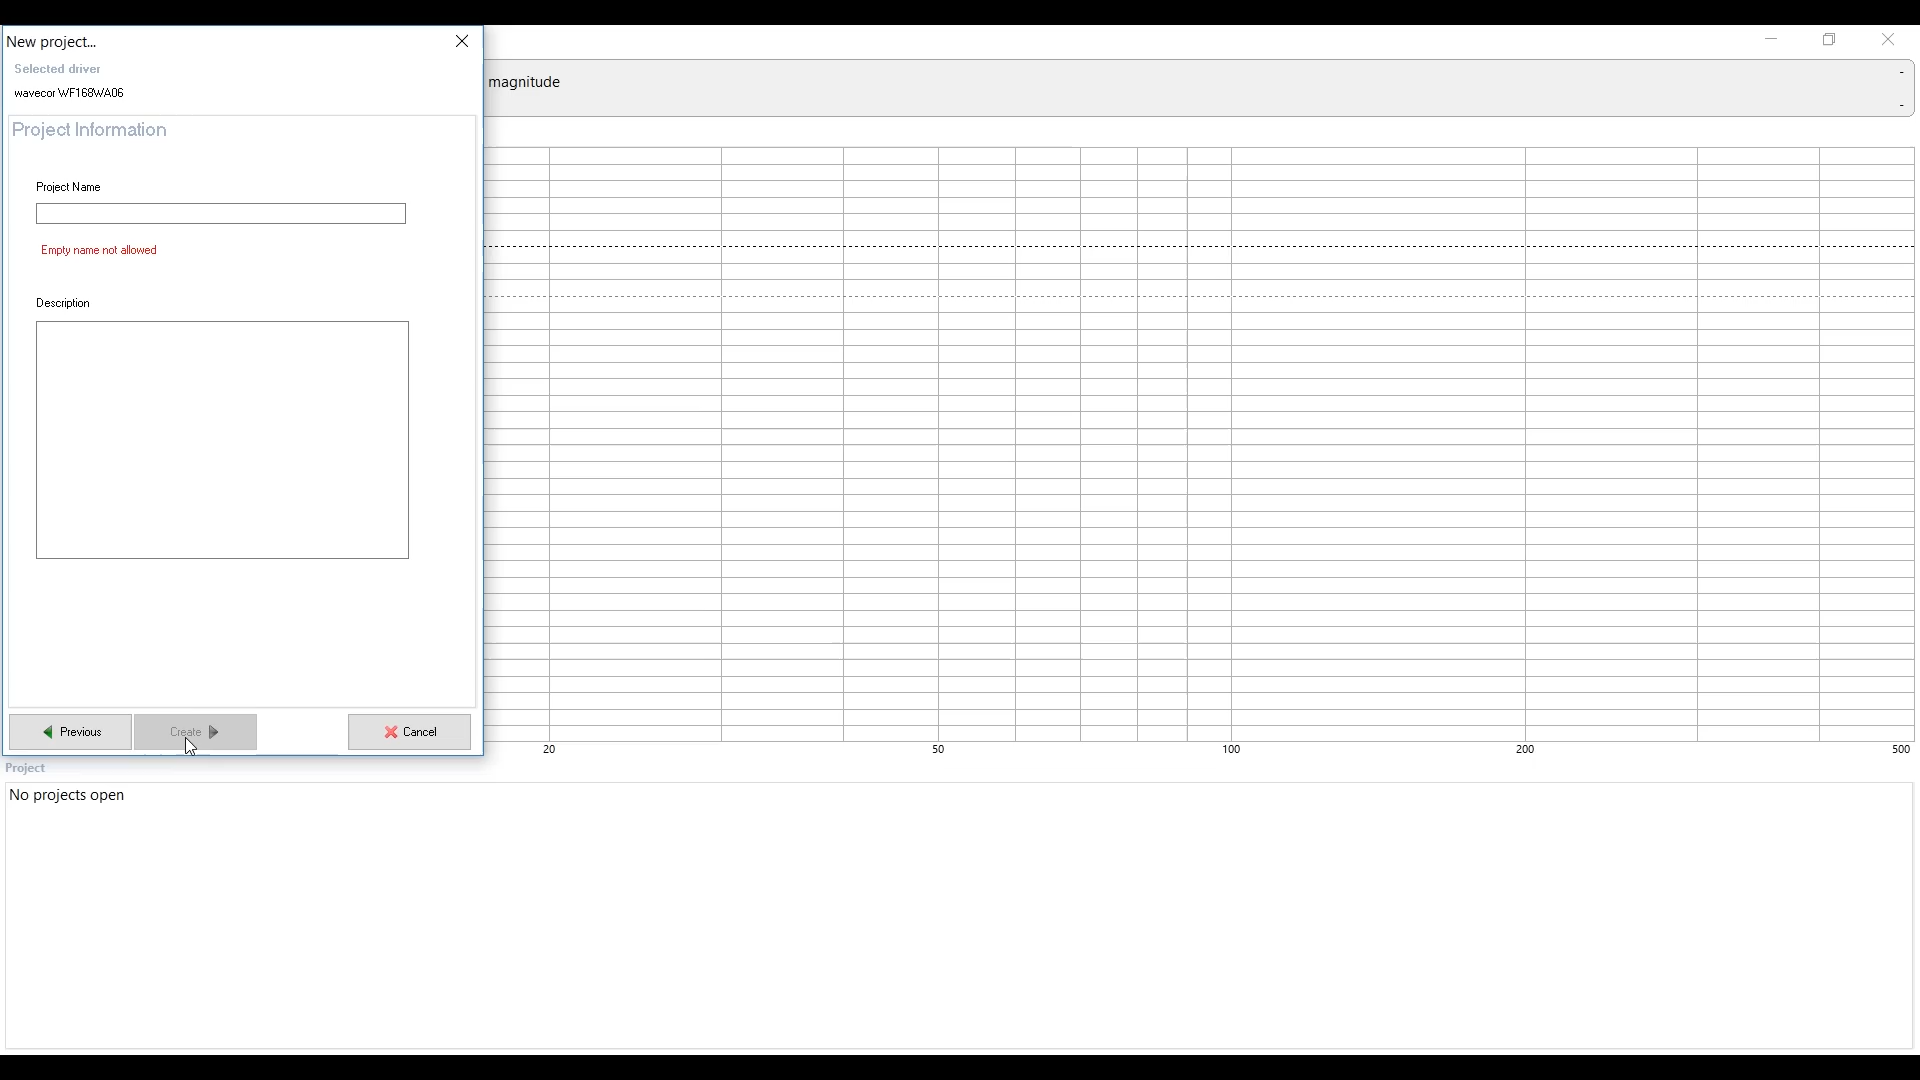 New project...
Selected driver
wavecor WF168WA06
Project Information
Project Name
Empty name not allowed
Description
Previous
Create
Cancel
magnitude
-
-
20
50
100
200
500
Project
No projects open